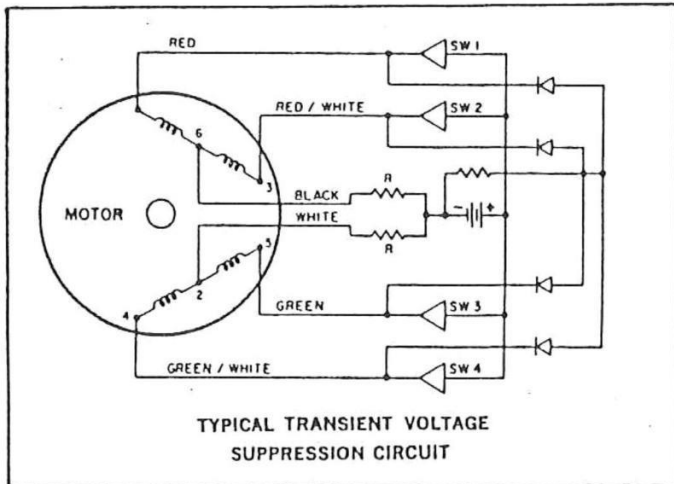 RED
SW 1
RED / WHITE
SW 2
6
3
R
BLACK
MOTOR
WHITE
- +
R
5
2
4
GREEN
SW 3
GREEN / WHITE
SW 4
TYPICAL TRANSIENT VOLTAGE
SUPPRESSION CIRCUIT